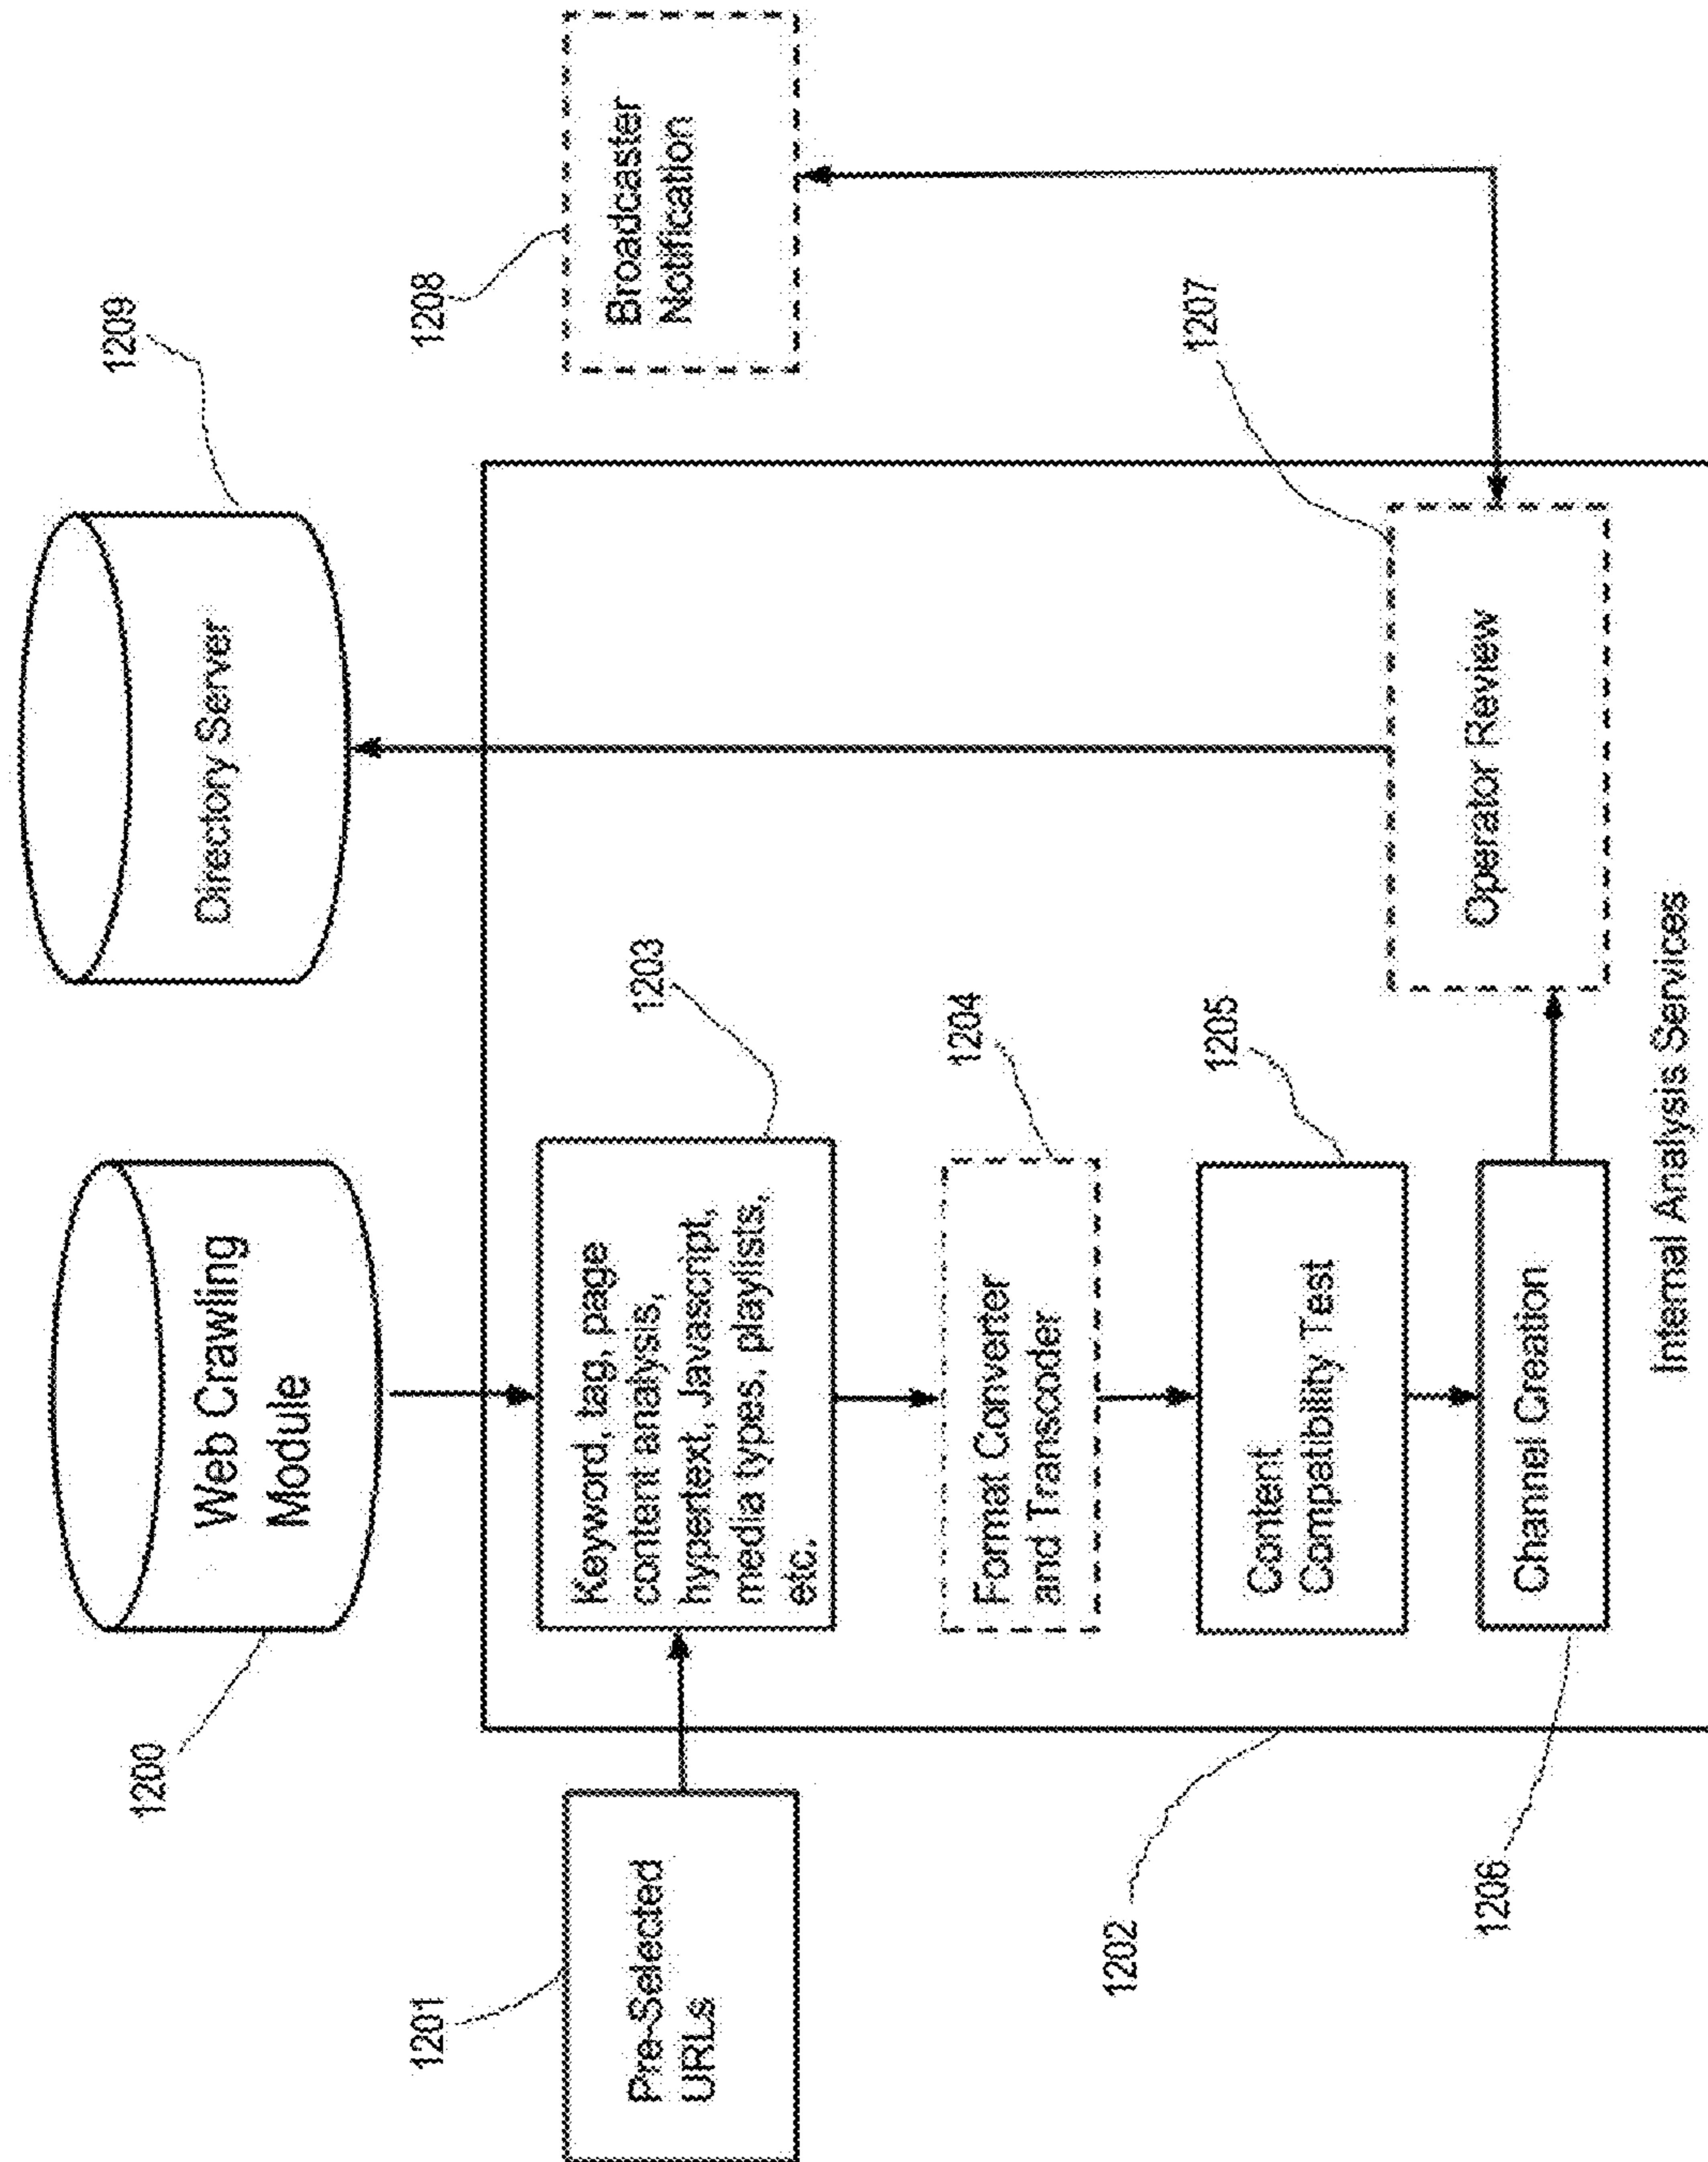 1200
Web Crawling
Module
1209
Directory Server
1201
Pre-Selected
URLs
1203
Keyword, tag, page
content analysis,
hypertext, Javascript,
media types, playlists,
etc.
1208
Broadcaster
Notification
1204
Format Converter
and Transcoder
1202
1205
Content
Compatibility Test
1207
Operator Review
1206
Channel Creation
Internal Analysis Services